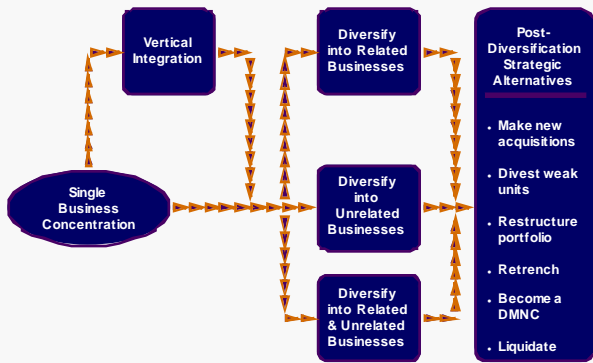 Vertical
Integration
Single
Business
Concentration
Diversify
into Related
Businesses
Diversify
into
Unrelated
Businesses
Diversify
into Related
& Unrelated
Businesses
Post-
Diversification
Strategic
Alternatives
• Make new
acquisitions
• Divest weak
units
• Restructure
portfolio
• Retrench
• Become a
DMNC
• Liquidate